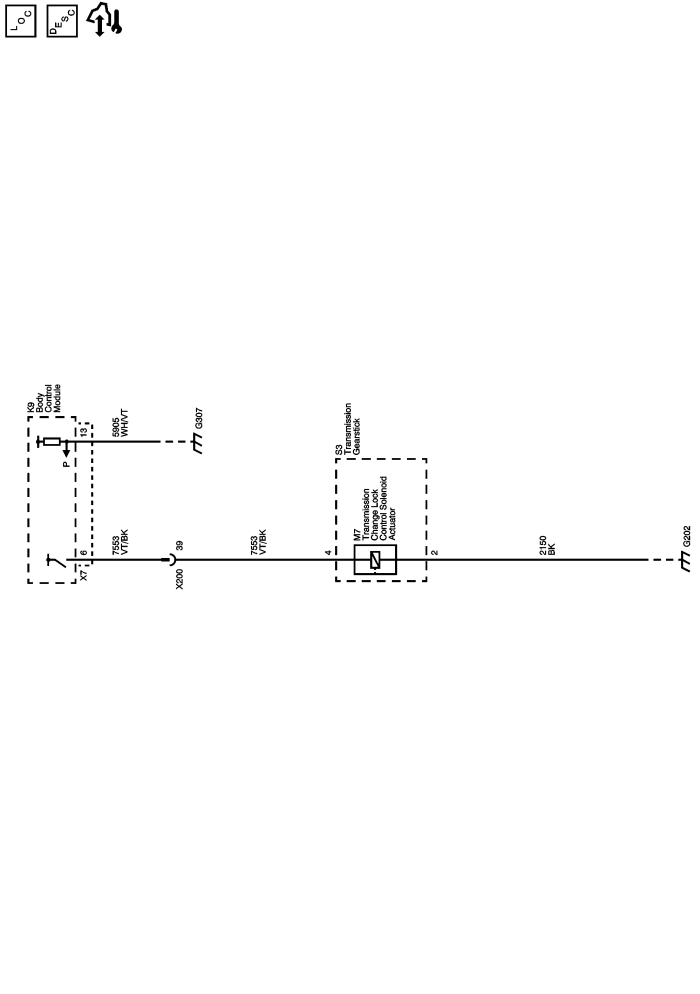 LOC
DESC
K9
Body
Control
Module
P
13
5905
WH/VT
G307
X7
6
7553
VT/BK
X200
39
7553
VT/BK
S3
Transmission
Gearstick
4
M7
Transmission
Change Lock
Control Solenoid
Actuator
2
2150
BK
G202